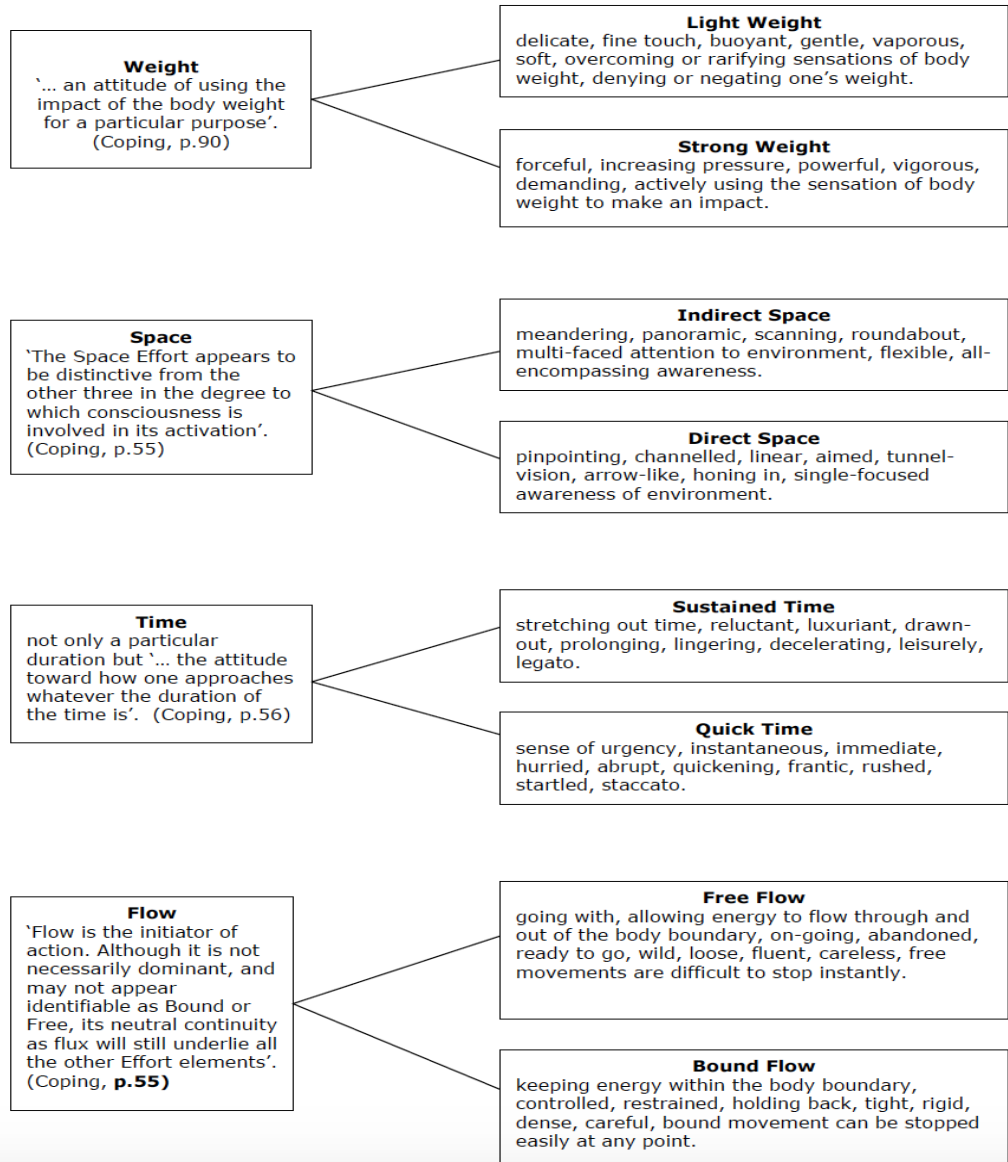 Weight
‘... an attitude of using the
impact of the body weight
for a particular purpose’.
(Coping, p.90)
Light Weight
delicate, fine touch, buoyant, gentle, vaporous,
soft, overcoming or rarifying sensations of body
weight, denying or negating one’s weight.
Strong Weight
forceful, increasing pressure, powerful, vigorous,
demanding, actively using the sensation of body
weight to make an impact.
Space
‘The Space Effort appears to
be distinctive from the
other three in the degree to
which consciousness is
involved in its activation’.
(Coping, p.55)
Indirect Space
meandering, panoramic, scanning, roundabout,
multi-faced attention to environment, flexible, all-
encompassing awareness.
Direct Space
pinpointing, channelled, linear, aimed, tunnel-
vision, arrow-like, honing in, single-focused
awareness of environment.
Time
not only a particular
duration but ‘... the attitude
toward how one approaches
whatever the duration of
the time is’.  (Coping, p.56)
Sustained Time
stretching out time, reluctant, luxuriant, drawn-
out, prolonging, lingering, decelerating, leisurely,
legato.
Quick Time
sense of urgency, instantaneous, immediate,
hurried, abrupt, quickening, frantic, rushed,
startled, staccato.
Flow
‘Flow is the initiator of
action. Although it is not
necessarily dominant, and
may not appear
identifiable as Bound or
Free, its neutral continuity
as flux will still underlie all
the other Effort elements’.
(Coping, p.55)
Free Flow
going with, allowing energy to flow through and
out of the body boundary, on-going, abandoned,
ready to go, wild, loose, fluent, careless, free
movements are difficult to stop instantly.
Bound Flow
keeping energy within the body boundary,
controlled, restrained, holding back, tight, rigid,
dense, careful, bound movement can be stopped
easily at any point.